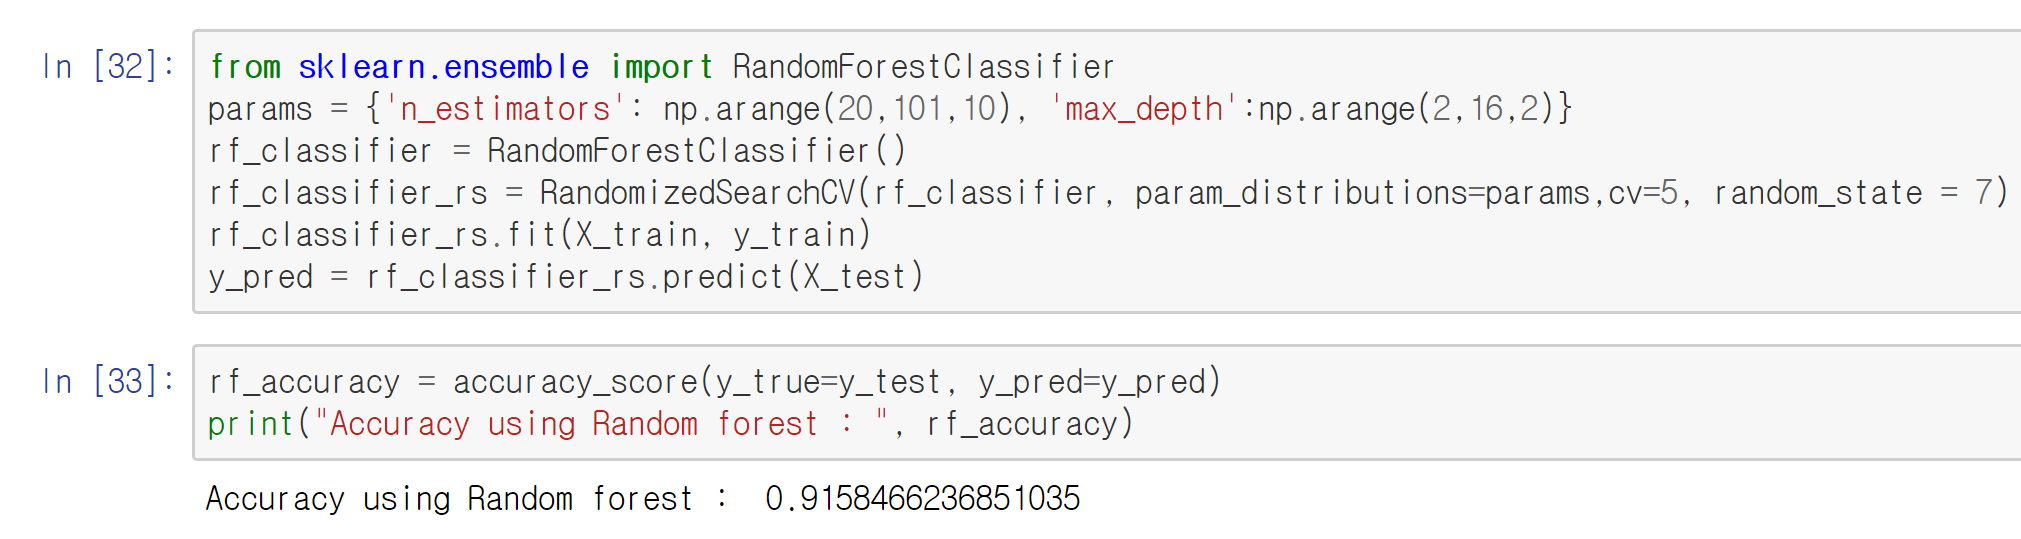 In [32]: from sklearn.ensemble import RandomForestClassifier
params = {'n_estimators': np.arange(20,101,10), 'max_depth':np.arange(2,16,2)}
rf_classifier = RandomForestClassifier()
rf_classifier_rs = RandomizedSearchCV(rf_classifier, param_distributions=params,cv=5, random_state = 7)
rf_classifier_rs.fit(X_train, y_train)
y_pred = rf_classifier_rs.predict(X_test)
In [33]: rf_accuracy = accuracy_score(y_true=y_test, y_pred=y_pred)
print("Accuracy using Random forest : ", rf_accuracy)
Accuracy using Random forest :  0.9158466236851035